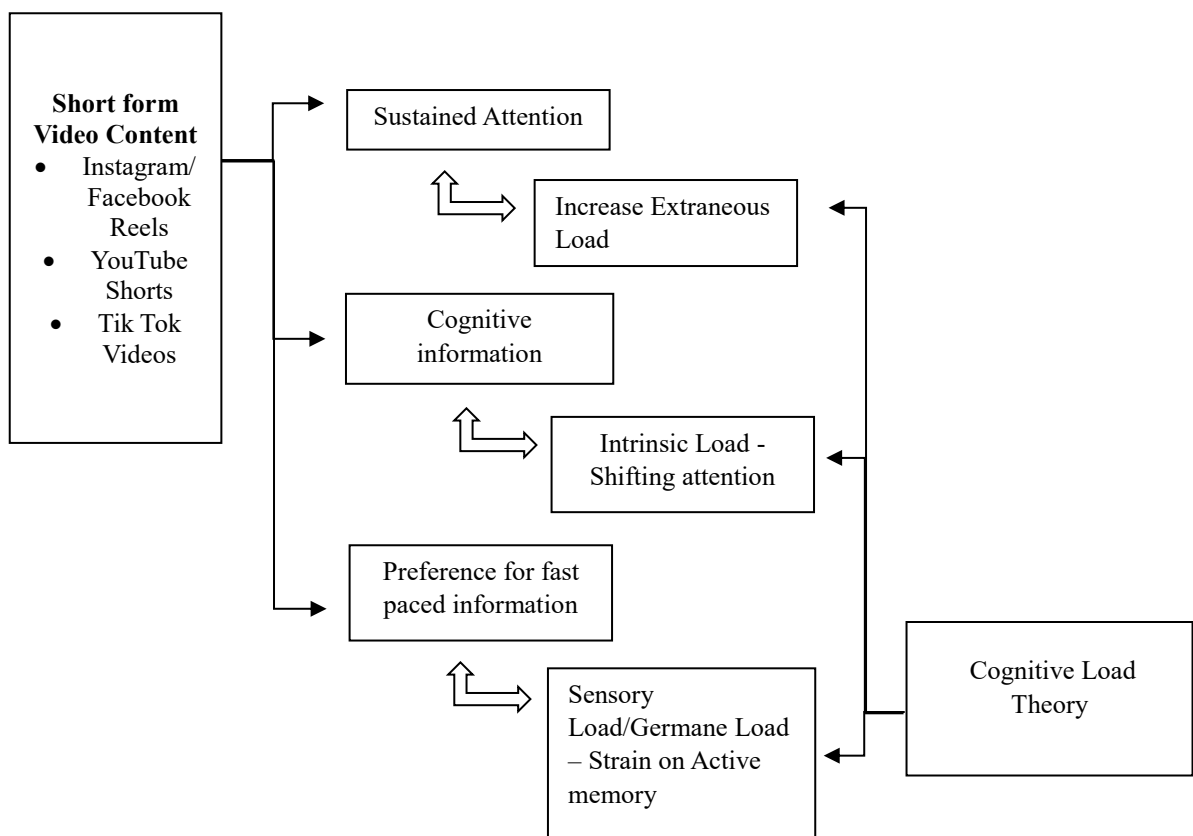 Short form
Video Content
• Instagram/
Facebook
Reels
• YouTube
Shorts
• Tik Tok
Videos
Sustained Attention
Increase Extraneous
Load
Cognitive
information
Intrinsic Load -
Shifting attention
Preference for fast
paced information
Sensory
Load/Germane Load
– Strain on Active
memory
Cognitive Load
Theory